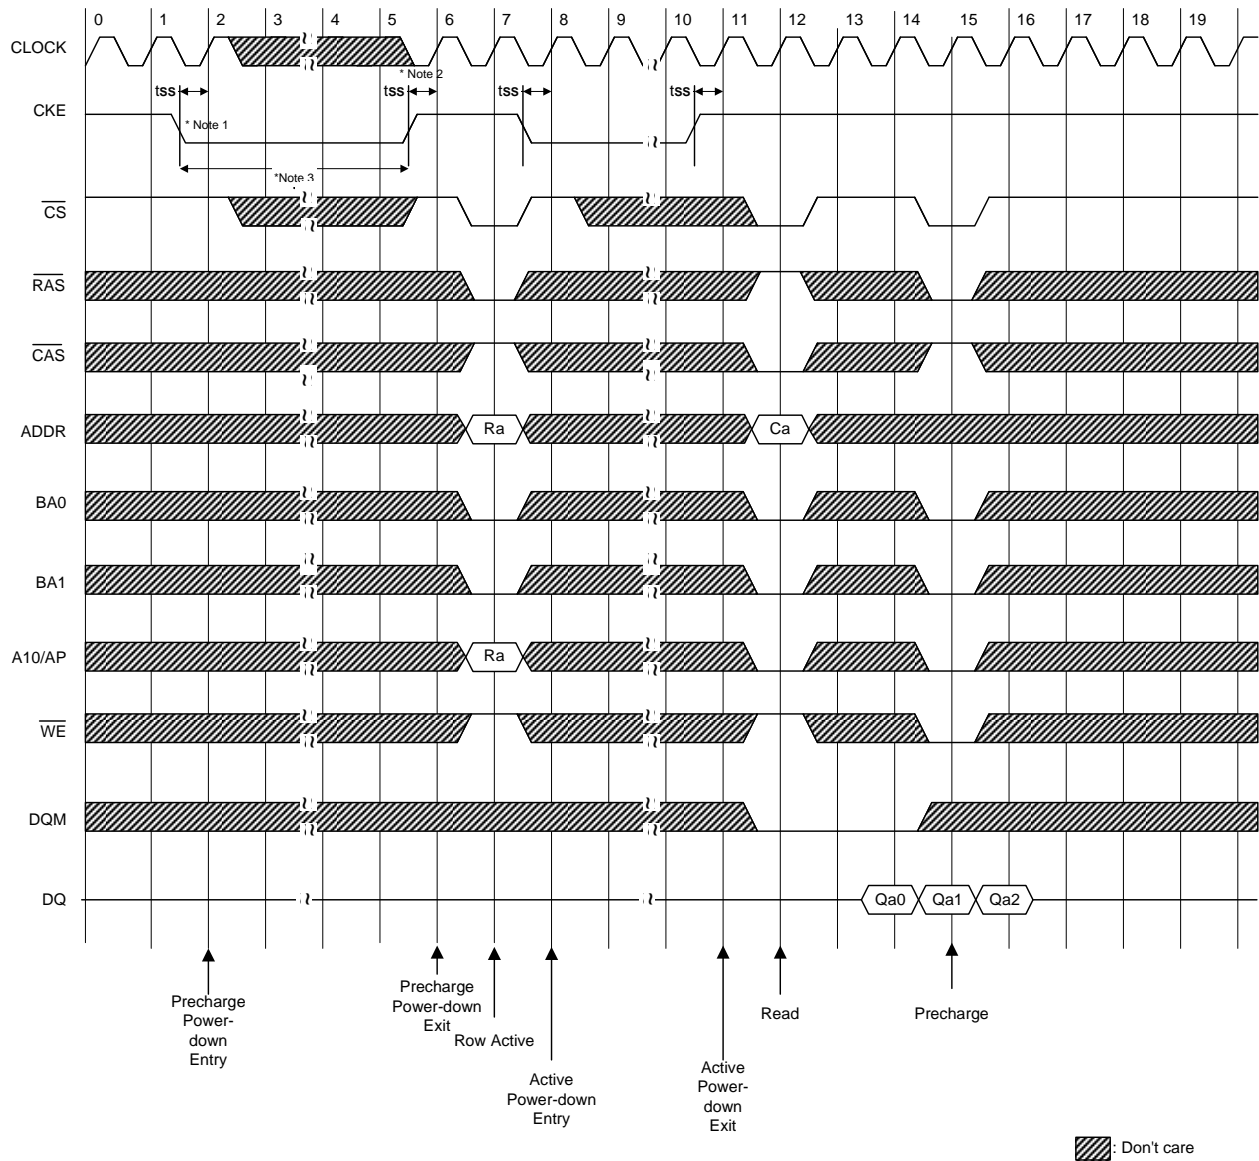 0 1 2 3 4 5 6 7 8 9 10 11 12 13 14 15 16 17 18 19
CLOCK
* Note 2
tss tss tss tss
CKE
* Note 1
*Note 3
CS
RAS
CAS
ADDR Ra Ca
BA0
BA1
A10/AP Ra
WE
DQM
DQ Qa0 Qa1 Qa2
Precharge
Power-
down
Entry
Precharge
Power-down
Exit
Row Active
Active
Power-down
Entry
Active
Power-
down
Exit
Read
Precharge
: Don't care